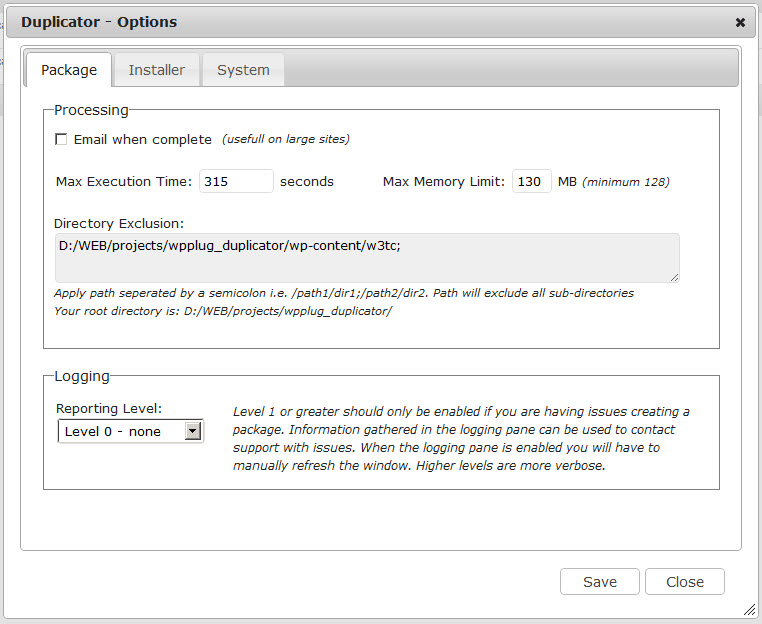 Duplicator - Options
Package Installer System
Processing
Email when complete (usefull on large sites)
Max Execution Time: 315 seconds Max Memory Limit: 130 MB (minimum 128)
Directory Exclusion:
D:/WEB/projects/wpplug_duplicator/wp-content/w3tc;
Apply path seperated by a semicolon i.e. /path1/dir1;/path2/dir2. Path will exclude all sub-directories
Your root directory is: D:/WEB/projects/wpplug_duplicator/
Logging
Reporting Level:
Level 0 - none
Level 1 or greater should only be enabled if you are having issues creating a
package. Information gathered in the logging pane can be used to contact
support with issues. When the logging pane is enabled you will have to
manually refresh the window. Higher levels are more verbose.
Save Close